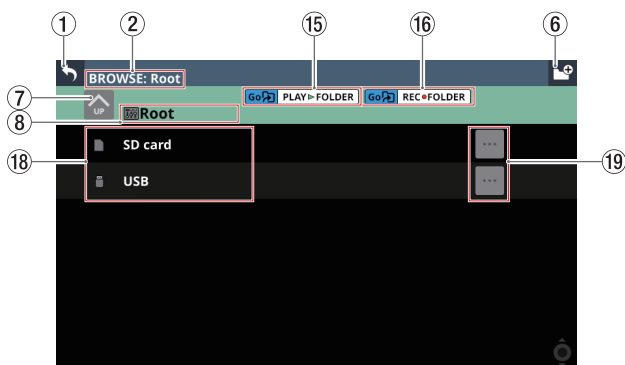 ① ② ⑮ ⑯ ⑥
BROWSE: Root
⑦ UP Go PLAY FOLDER Go REC FOLDER
⑧ Root
⑱ SD card ... ⑲
USB ...